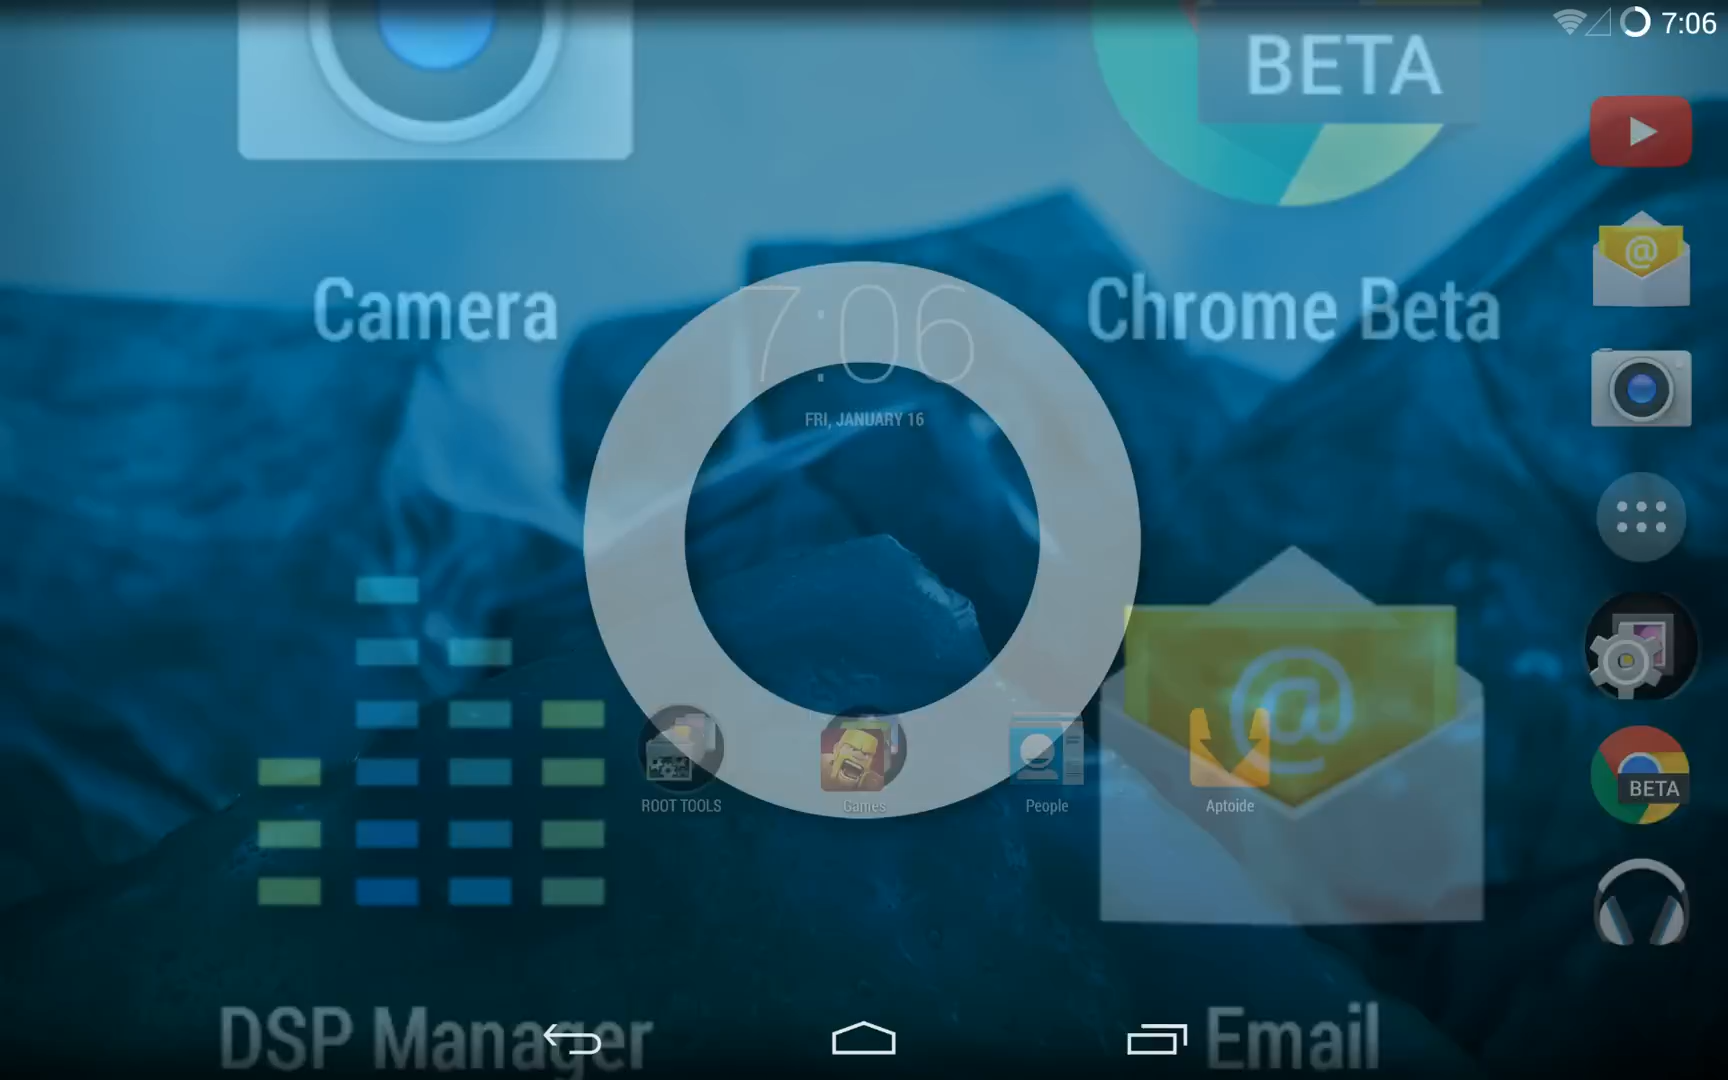 7:06
BETA
Camera
Chrome Beta
7:06
FRI, JANUARY 16
@
@
BETA
ROOT TOOLS
Games
People
Aptoide
DSP Manager
Email